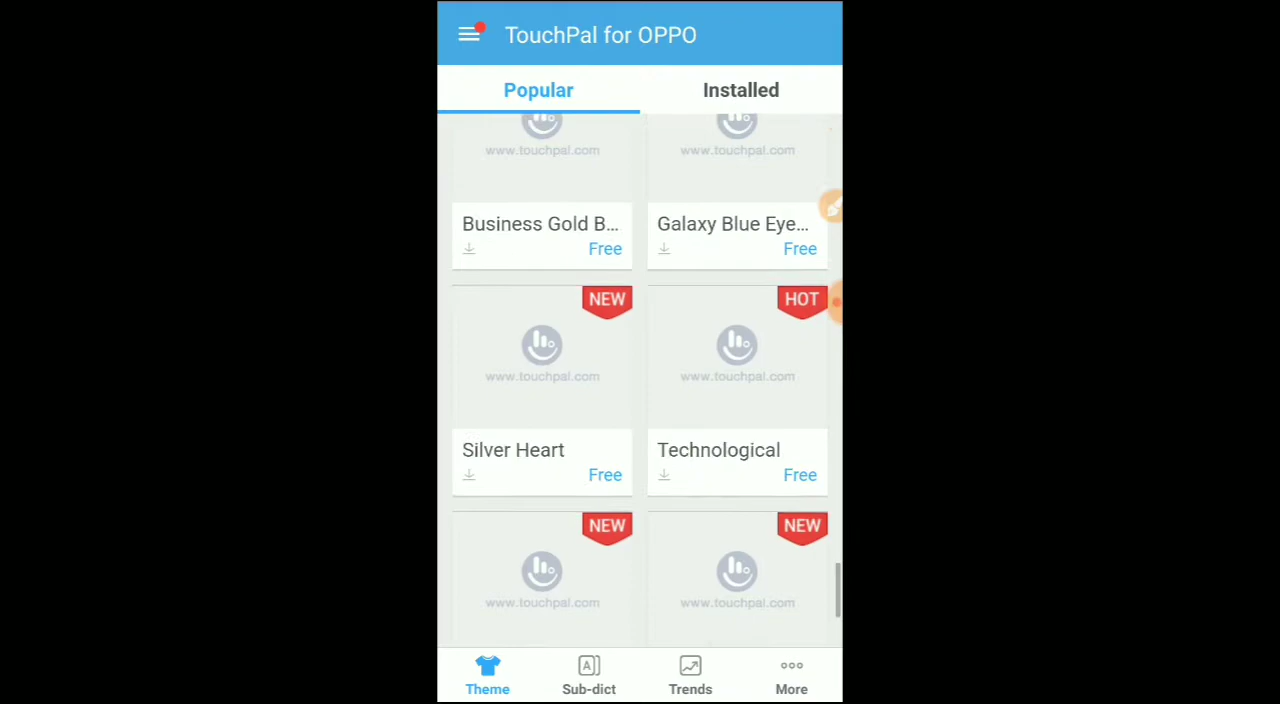 TouchPal for OPPO
Popular
Installed
www.touchpal.com
www.touchpal.com
Business Gold B...
Galaxy Blue Eye...
Free
Free
NEW
HOT
www.touchpal.com
www.touchpal.com
Silver Heart
Technological
Free
Free
NEW
NEW
www.touchpal.com
www.touchpal.com
A
Theme
Sub-dict
Trends
More